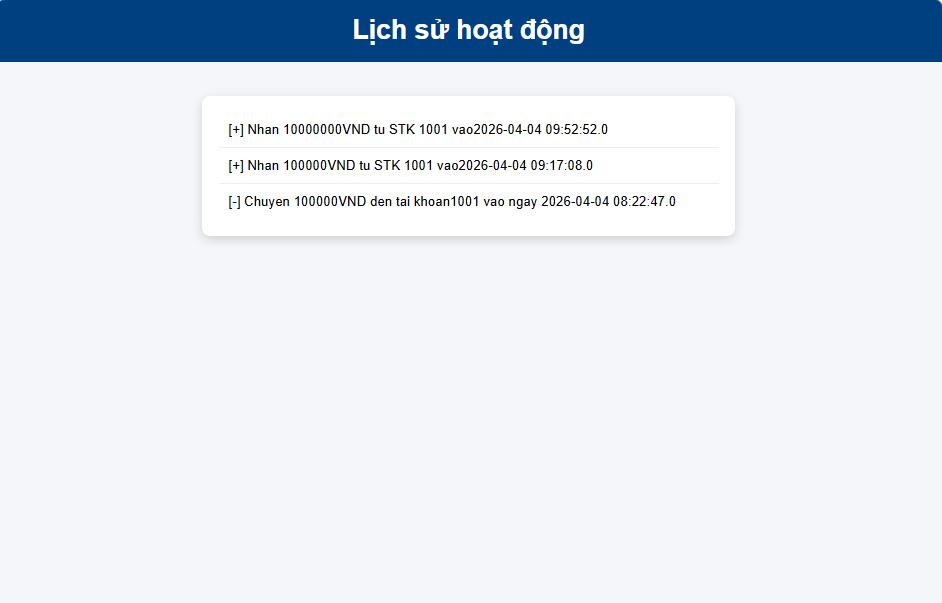 Lịch sử hoạt động
[+] Nhan 10000000VND tu STK 1001 vao2026-04-04 09:52:52.0
[+] Nhan 100000VND tu STK 1001 vao2026-04-04 09:17:08.0
[-] Chuyen 100000VND den tai khoan1001 vao ngay 2026-04-04 08:22:47.0